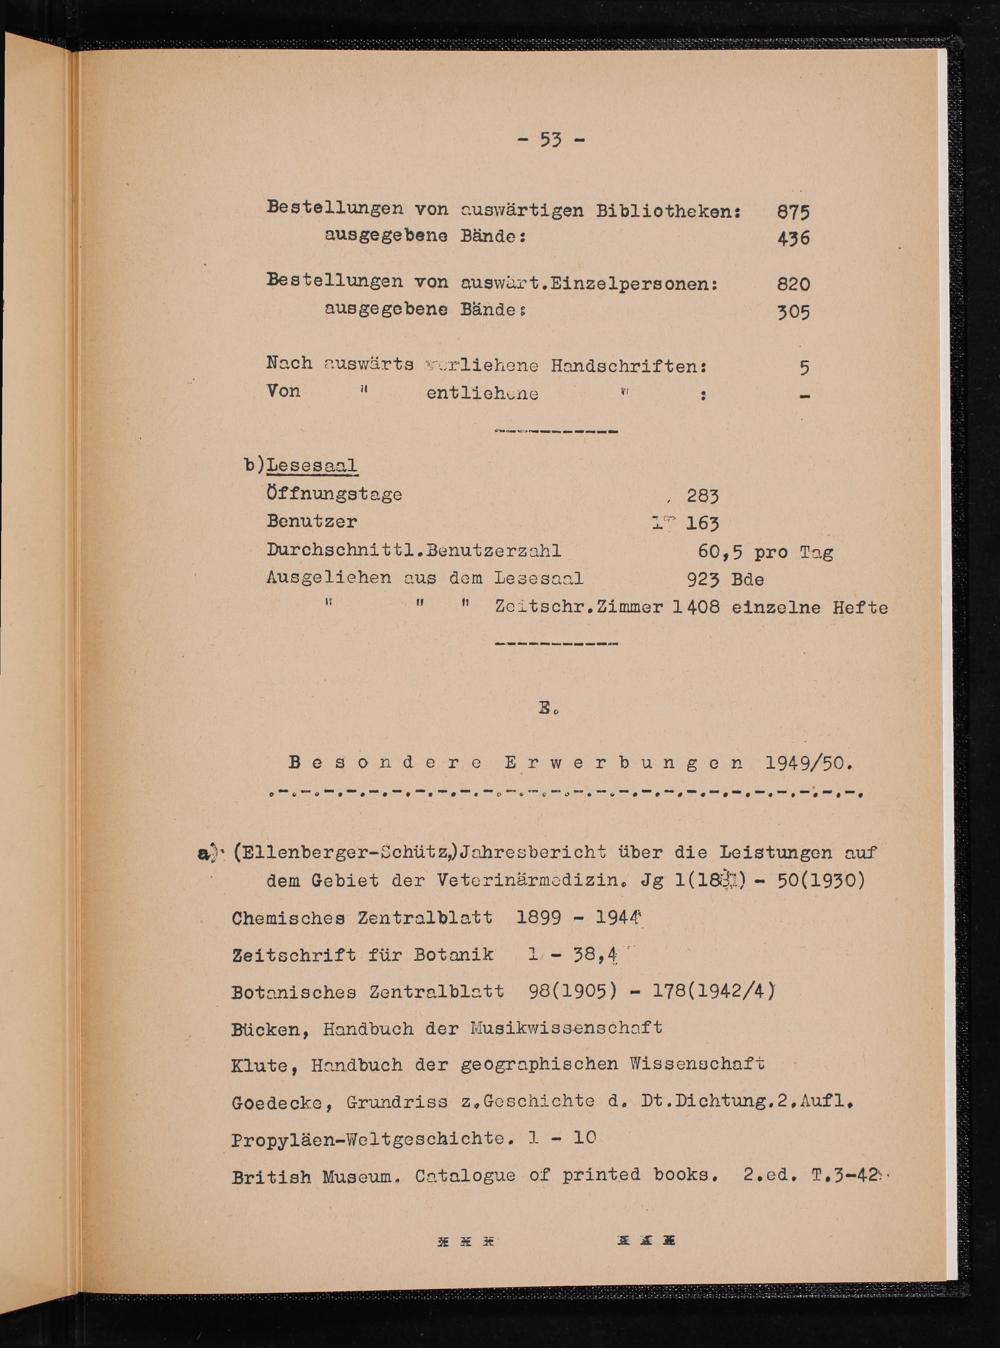 - 53 -
Bestellungen von auswärtigen Bibliotheken: 875
ausgegebene Bände: 436
Bestellungen von auswärt.Einzelpersonen: 820
ausgegebene Bände: 305
Nach auswärts verliehene Handschriften: 5
Von " entliehene " : -
b)Lesesaal
Öffnungstage 283
Benutzer 17 163
Durchschnittl.Benutzerzahl 60,5 pro Tag
Ausgeliehen aus dem Lesesaal 923 Bde
" " " Zeitschr.Zimmer 1408 einzelne Hefte
E.
Besondere Erwerbungen 1949/50.
a) (Ellenberger-Schütz,)Jahresbericht über die Leistungen auf
dem Gebiet der Veterinärmedizin. Jg 1(1881) - 50(1930)
Chemisches Zentralblatt 1899 - 1944
Zeitschrift für Botanik 1 - 38,4
Botanisches Zentralblatt 98(1905) - 178(1942/4)
Bücken, Handbuch der Musikwissenschaft
Klute, Handbuch der geographischen Wissenschaft
Goedecke, Grundriss z.Geschichte d. Dt.Dichtung.2.Aufl.
Propyläen-Weltgeschichte. 1 - 10
British Museum. Catalogue of printed books. 2.ed. T.3-42.